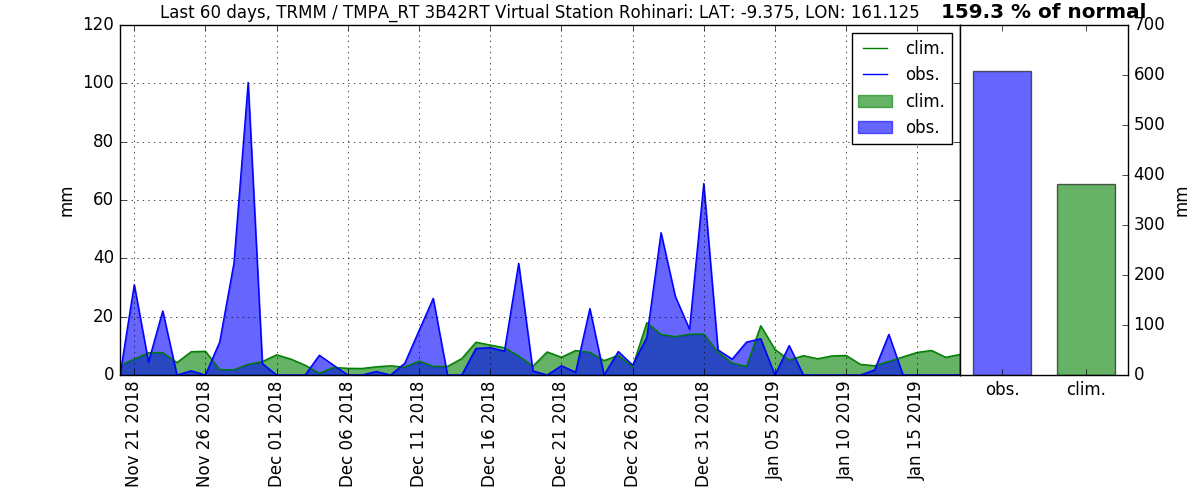 Last 60 days, TRMM / TMPA_RT 3B42RT Virtual Station Rohinari: LAT: -9.375, LON: 161.125
159.3 % of normal
120
100
80
60
40
20
0
mm
clim.
obs.
clim.
obs.
Nov 21 2018
Nov 26 2018
Dec 01 2018
Dec 06 2018
Dec 11 2018
Dec 16 2018
Dec 21 2018
Dec 26 2018
Dec 31 2018
Jan 05 2019
Jan 10 2019
Jan 15 2019
700
600
500
400
300
200
100
0
mm
obs.
clim.